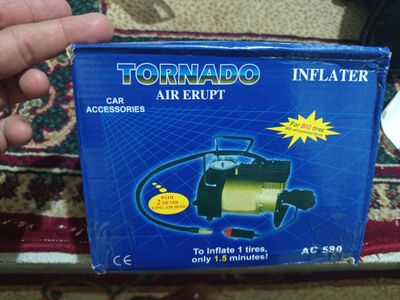 TORNADO
INFLATER
AIR ERUPT
CAR
ACCESSORIES
For BIG tires
WITH
2 METER
LONG AIR HOSE
To Inflate 1 tires,
only 1.5 minutes!
AC 580
CE